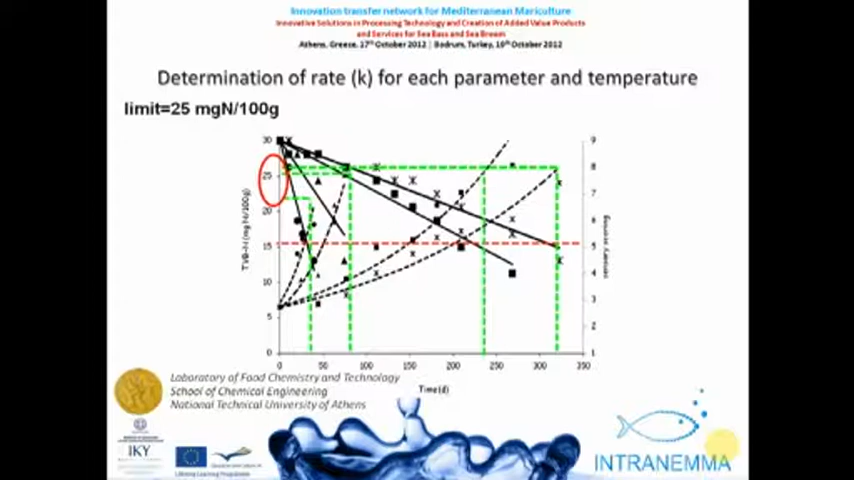 Innovation transfer network for Mediterranean Mariculture
Innovative Solutions in Processing Technology and Creation of Added Value Products
and Services for Sea Bass and Sea Bream
Athens, Greece, 17th October 2012 | Bodrum, Turkey, 19th October 2012
Determination of rate (k) for each parameter and temperature
limit=25 mgN/100g
30
25
20
15
10
5
0
TVB-N (mg N/100g)
9
8
7
6
5
4
3
2
1
0 50 100 150 200 250 300 350
Time(d)
Laboratory of Food Chemistry and Technology
School of Chemical Engineering
National Technical University of Athens
IKY
Lifelong Learning Programme
INTRANEMMA